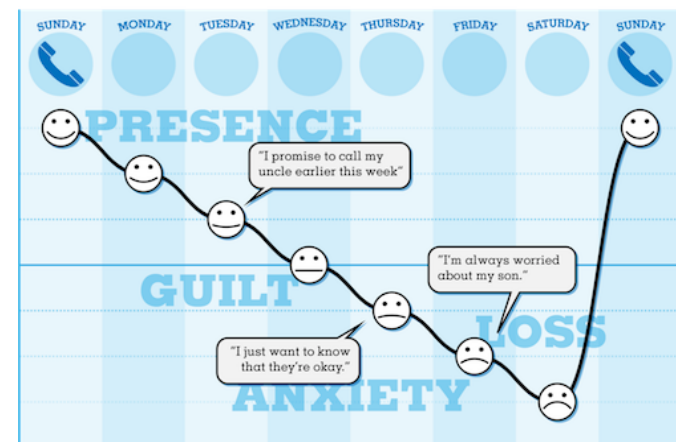 SUNDAY MONDAY TUESDAY WEDNESDAY THURSDAY FRIDAY SATURDAY SUNDAY
PRESENCE
"I promise to call my
uncle earlier this week"
"I'm always worried
about my son."
GUILT
LOSS
"I just want to know
that they're okay."
ANXIETY